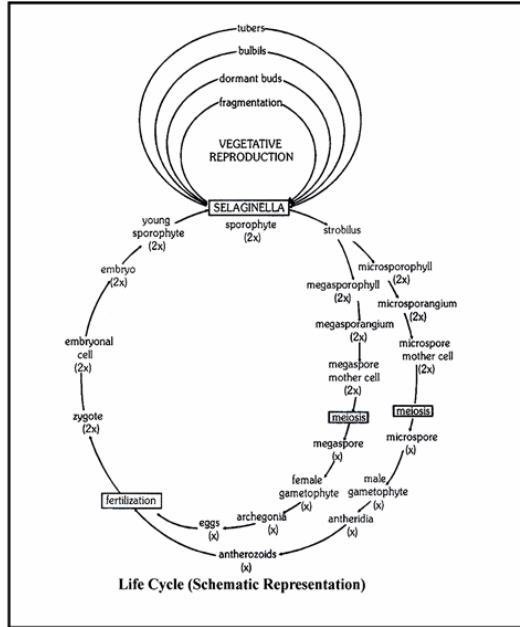 tubers
bulbils
dormant buds
fragmentation
VEGETATIVE
REPRODUCTION
SELAGINELLA
sporophyte
(2x)
strobilus
microsporophyll
(2x)
microsporangium
(2x)
microspore
mother cell
(2x)
meiosis
microspore
(x)
male
gametophyte
(x)
antheridia
(x)
antherozoids
(x)
megasporophyll
(2x)
megasporangium
(2x)
megaspore
mother cell
(2x)
meiosis
megaspore
(x)
female
gametophyte
(x)
archegonia
(x)
eggs
(x)
fertilization
zygote
(2x)
embryonal
cell
(2x)
embryo
(2x)
young
sporophyte
(2x)
Life Cycle (Schematic Representation)